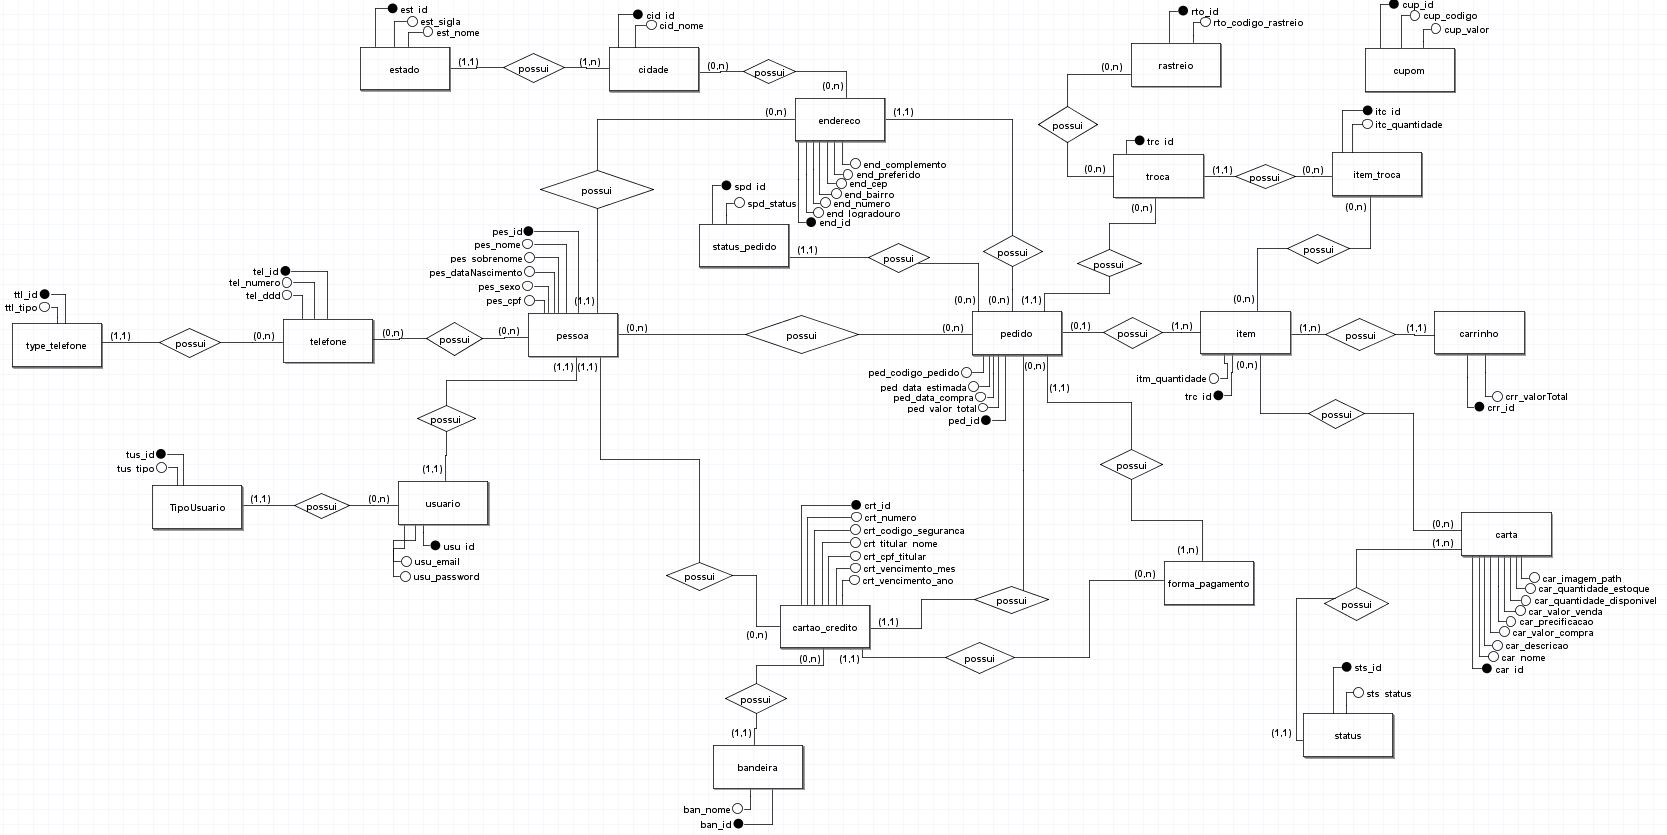 est_id
est_sigla
est_nome
estado
(1,1)
possui
(1,n)
cid_id
cid_nome
cidade
(0,n)
possui
(0,n)
rto_id
rto_codigo_rastreio
rastreio
(0,n)
possui
(0,n)
cup_id
cup_codigo
cup_valor
cupom
(0,n)
endereco
(1,1)
possui
end_complemento
end_preferido
end_cep
end_bairro
end_numero
end_logradouro
end_id
trc_id
troca
(1,1)
possui
(0,n)
itc_id
itc_quantidade
item_troca
(0,n)
(0,n)
possui
possui
possui
(0,n)
spd_id
spd_status
status_pedido
(1,1)
possui
(0,n)
(0,n)
(1,1)
pes_id
pes_nome
pes_sobrenome
pes_dataNascimento
pes_sexo
pes_cpf
(1,1)
ttl_id
ttl_tipo
type_telefone
(1,1)
possui
(0,n)
tel_id
tel_numero
tel_ddd
telefone
(0,n)
possui
(0,n)
pessoa
(0,n)
possui
(0,n)
pedido
(0,1)
possui
(1,n)
item
(1,n)
possui
(1,1)
carrinho
crr_valorTotal
crr_id
itm_quantidade
trc_id
(0,n)
ped_codigo_pedido
ped_data_estimada
ped_data_compra
ped_valor_total
ped_id
(0,n)
(1,1)
(1,1)
(1,1)
possui
(1,1)
possui
possui
tus_id
tus_tipo
TipoUsuario
(1,1)
possui
(0,n)
usuario
usu_id
usu_email
usu_password
crt_id
crt_numero
crt_codigo_seguranca
crt_titular_nome
crt_cpf_titular
crt_vencimento_mes
crt_vencimento_ano
possui
(0,n)
cartao_credito
(1,1)
possui
(1,n)
(0,n)
forma_pagamento
(0,n)
(1,1)
possui
possui
(1,1)
bandeira
ban_nome
ban_id
(0,n)
(1,n)
carta
possui
car_imagem_path
car_quantidade_estoque
car_quantidade_disponivel
car_valor_venda
car_precificacao
car_valor_compra
car_descricao
car_nome
car_id
sts_id
sts_status
(1,1)
status